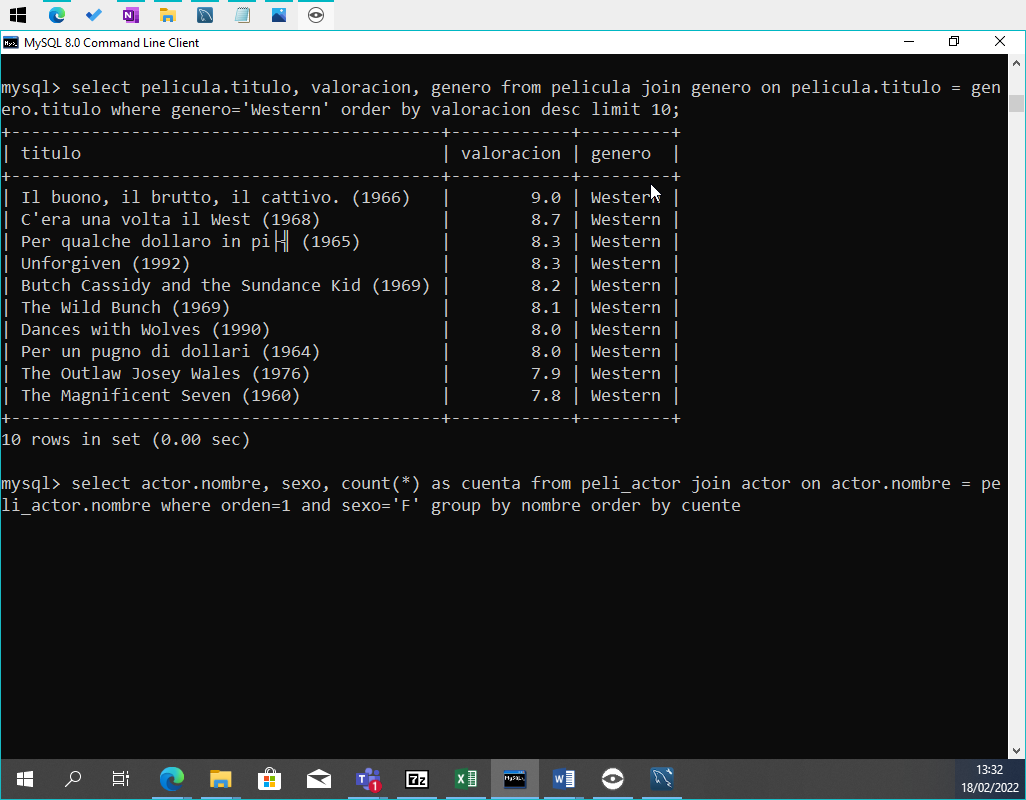 MySQL 8.0 Command Line Client
mysql> select pelicula.titulo, valoracion, genero from pelicula join genero on pelicula.titulo = gen
ero.titulo where genero='Western' order by valoracion desc limit 10;
+-------------------------------------------+------------+---------+
| titulo                                    | valoracion | genero  |
+-------------------------------------------+------------+---------+
| Il buono, il brutto, il cattivo. (1966)   |        9.0 | Western |
| C'era una volta il West (1968)            |        8.7 | Western |
| Per qualche dollaro in pi├╣ (1965)        |        8.3 | Western |
| Unforgiven (1992)                         |        8.3 | Western |
| Butch Cassidy and the Sundance Kid (1969) |        8.2 | Western |
| The Wild Bunch (1969)                     |        8.1 | Western |
| Dances with Wolves (1990)                 |        8.0 | Western |
| Per un pugno di dollari (1964)            |        8.0 | Western |
| The Outlaw Josey Wales (1976)             |        7.9 | Western |
| The Magnificent Seven (1960)              |        7.8 | Western |
+-------------------------------------------+------------+---------+
10 rows in set (0.00 sec)
mysql> select actor.nombre, sexo, count(*) as cuenta from peli_actor join actor on actor.nombre = pe
li_actor.nombre where orden=1 and sexo='F' group by nombre order by cuente
13:32
18/02/2022